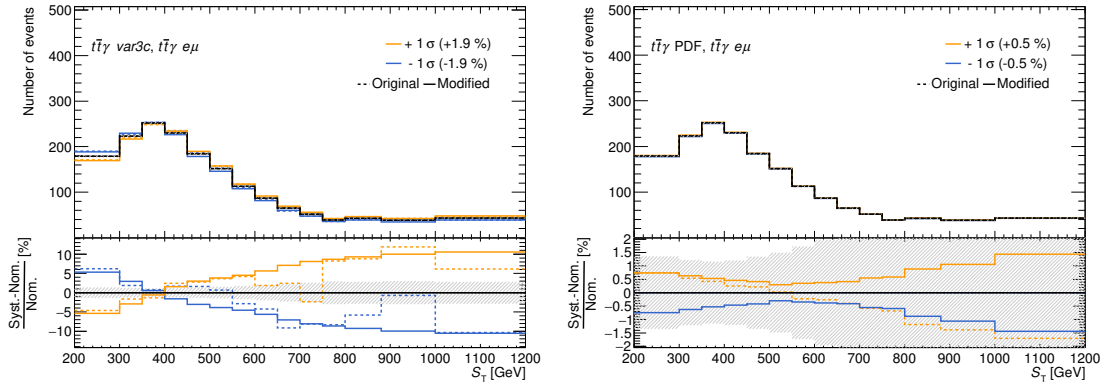 Number of events
500
400
300
200
100
tt̄γ var3c, tt̄γ eμ
+ 1 σ (+1.9 %)
- 1 σ (-1.9 %)
Original Modified
Syst.-Nom. [%]
Nom.
10
5
0
−5
−10
200 300 400 500 600 700 800 900 1000 1100 1200
S_T [GeV]
Number of events
500
400
300
200
100
tt̄γ PDF, tt̄γ eμ
+ 1 σ (+0.5 %)
- 1 σ (-0.5 %)
Original Modified
Syst.-Nom. [%]
Nom.
2
1.5
1
0.5
0
−0.5
−1
−1.5
−2
200 300 400 500 600 700 800 900 1000 1100 1200
S_T [GeV]